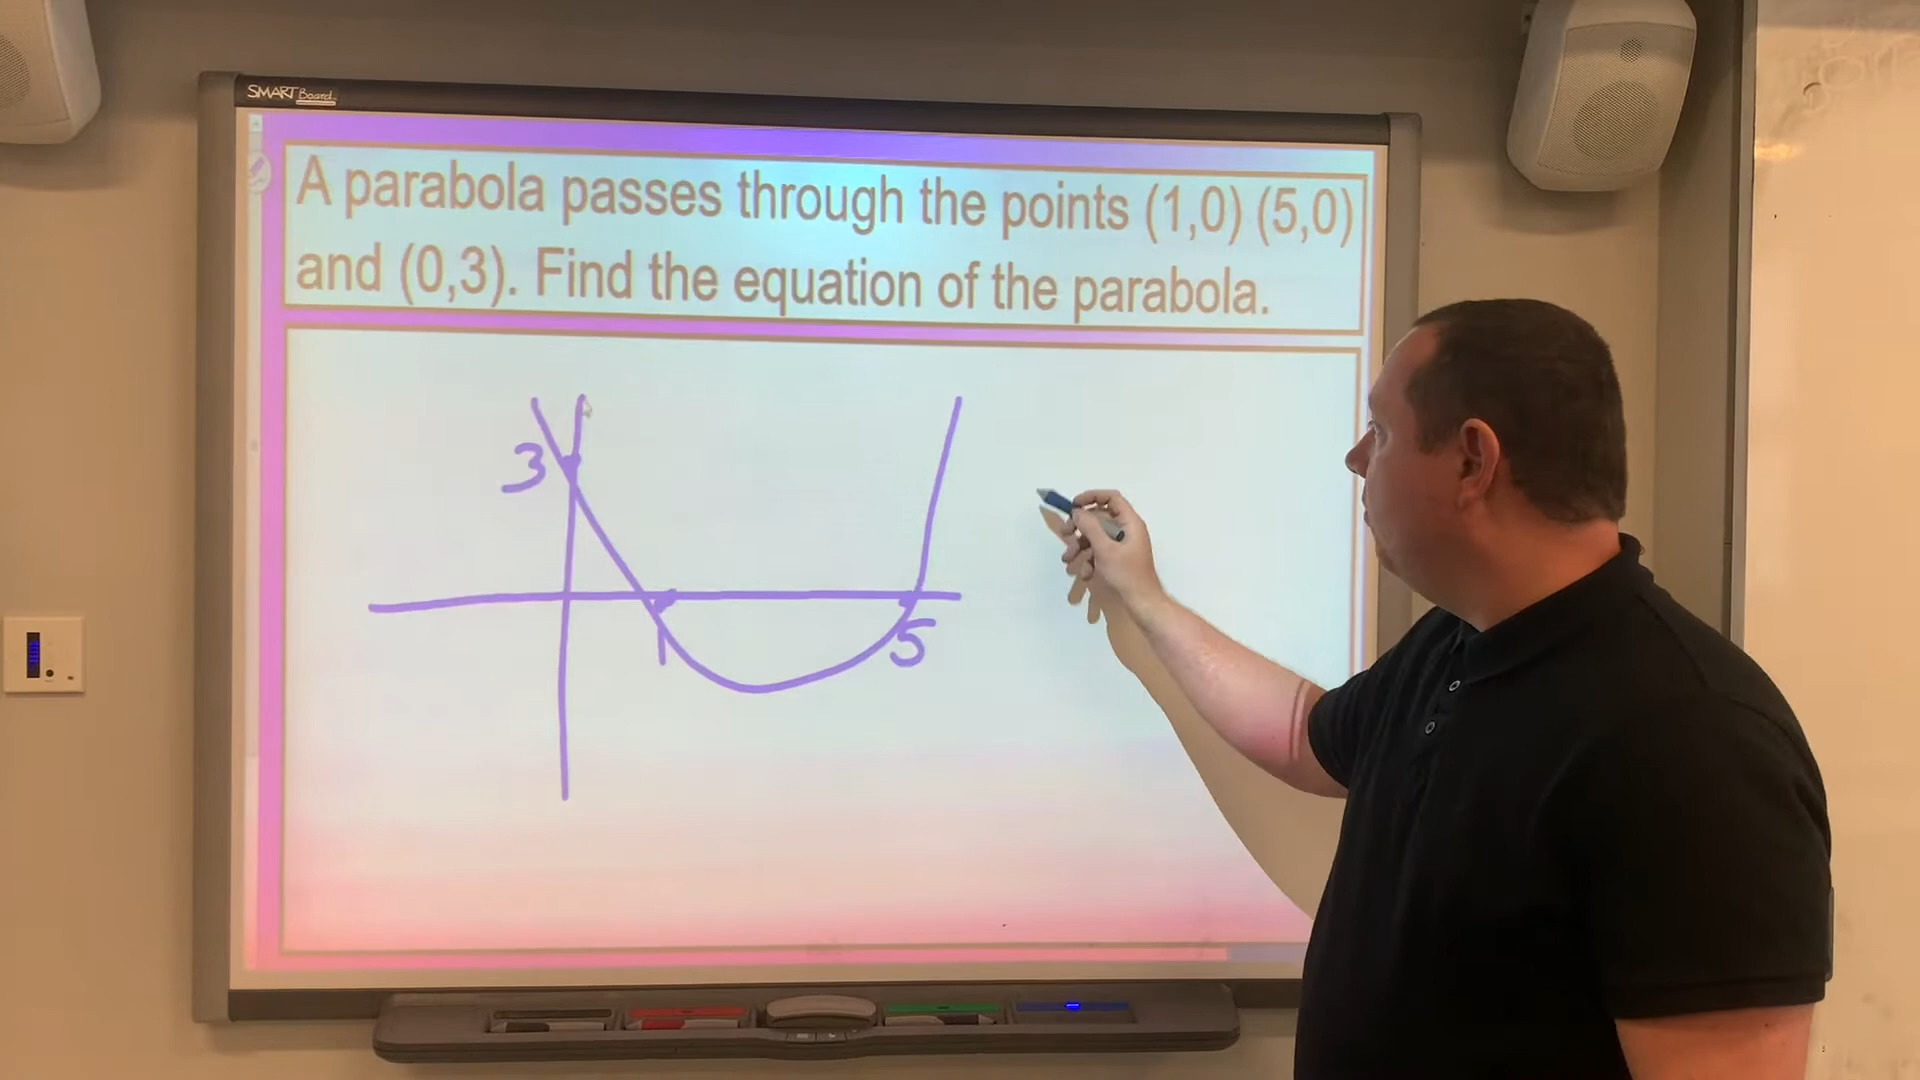 SMART Board
A parabola passes through the points (1,0) (5,0)
and (0,3). Find the equation of the parabola.
3
1
5